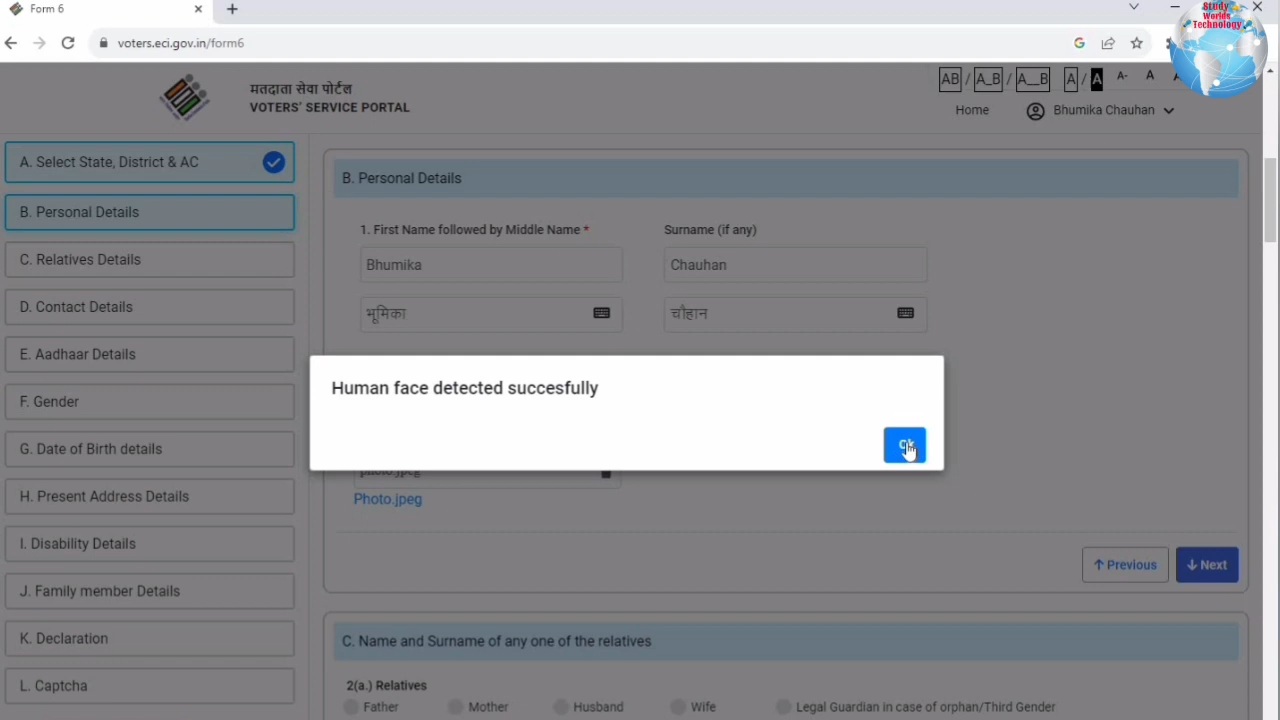 Form 6
Study
Worlds
Technology
voters.eci.gov.in/form6
मतदाता सेवा पोर्टल
VOTERS' SERVICE PORTAL
AB / A_B / A__B A / A A- A
Home Bhumika Chauhan
A. Select State, District & AC
B. Personal Details
C. Relatives Details
D. Contact Details
E. Aadhaar Details
F. Gender
G. Date of Birth details
H. Present Address Details
I. Disability Details
J. Family member Details
K. Declaration
L. Captcha
B. Personal Details
1. First Name followed by Middle Name * Surname (if any)
Bhumika Chauhan
भूमिका चौहान
Human face detected succesfully
photo.jpeg
Photo.jpeg
Previous Next
C. Name and Surname of any one of the relatives
2(a.) Relatives
Father Mother Husband Wife Legal Guardian in case of orphan/Third Gender